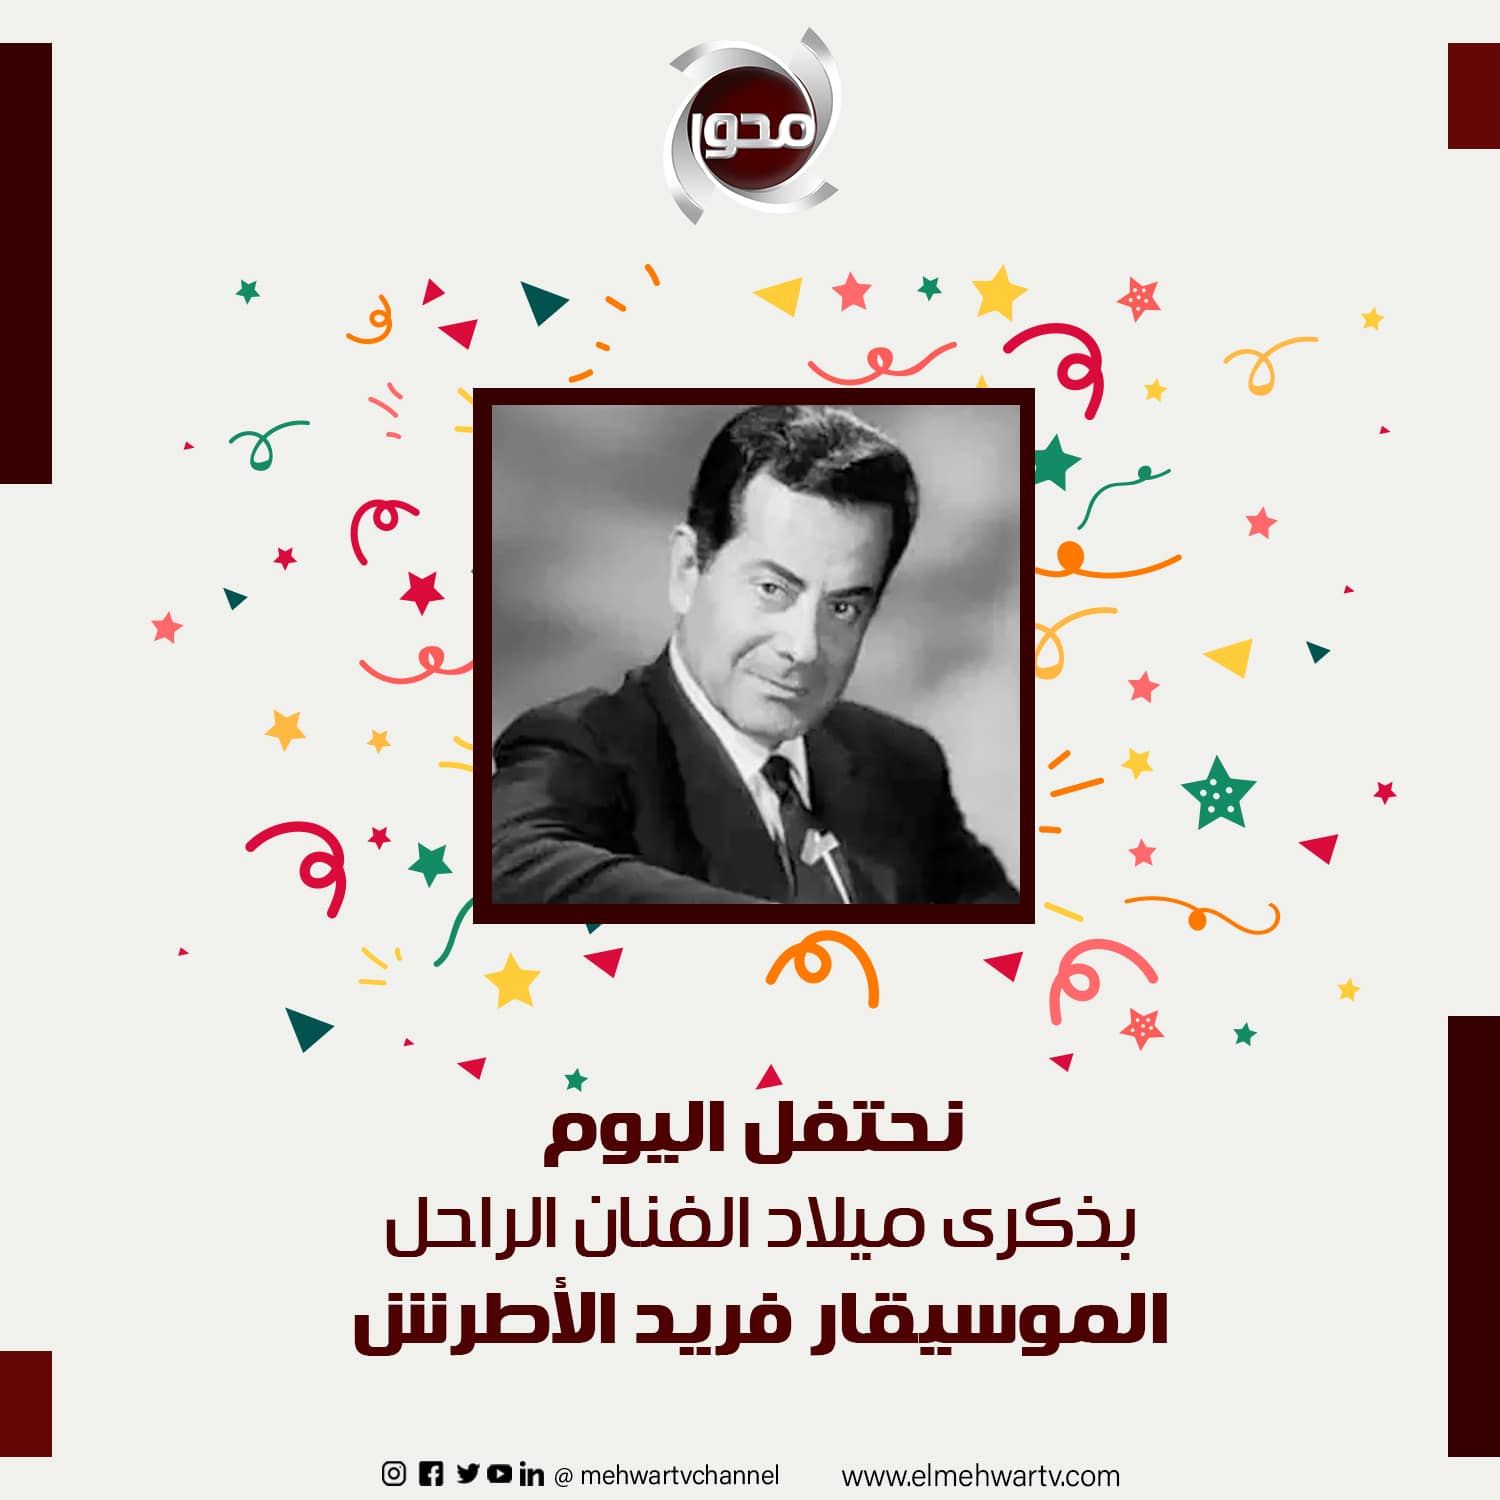 محور
نحتفل اليوم
بذكرى ميلاد الفنان الراحل
الموسيقار فريد الأطرش
@ mehwartvchannel www.elmehwartv.com